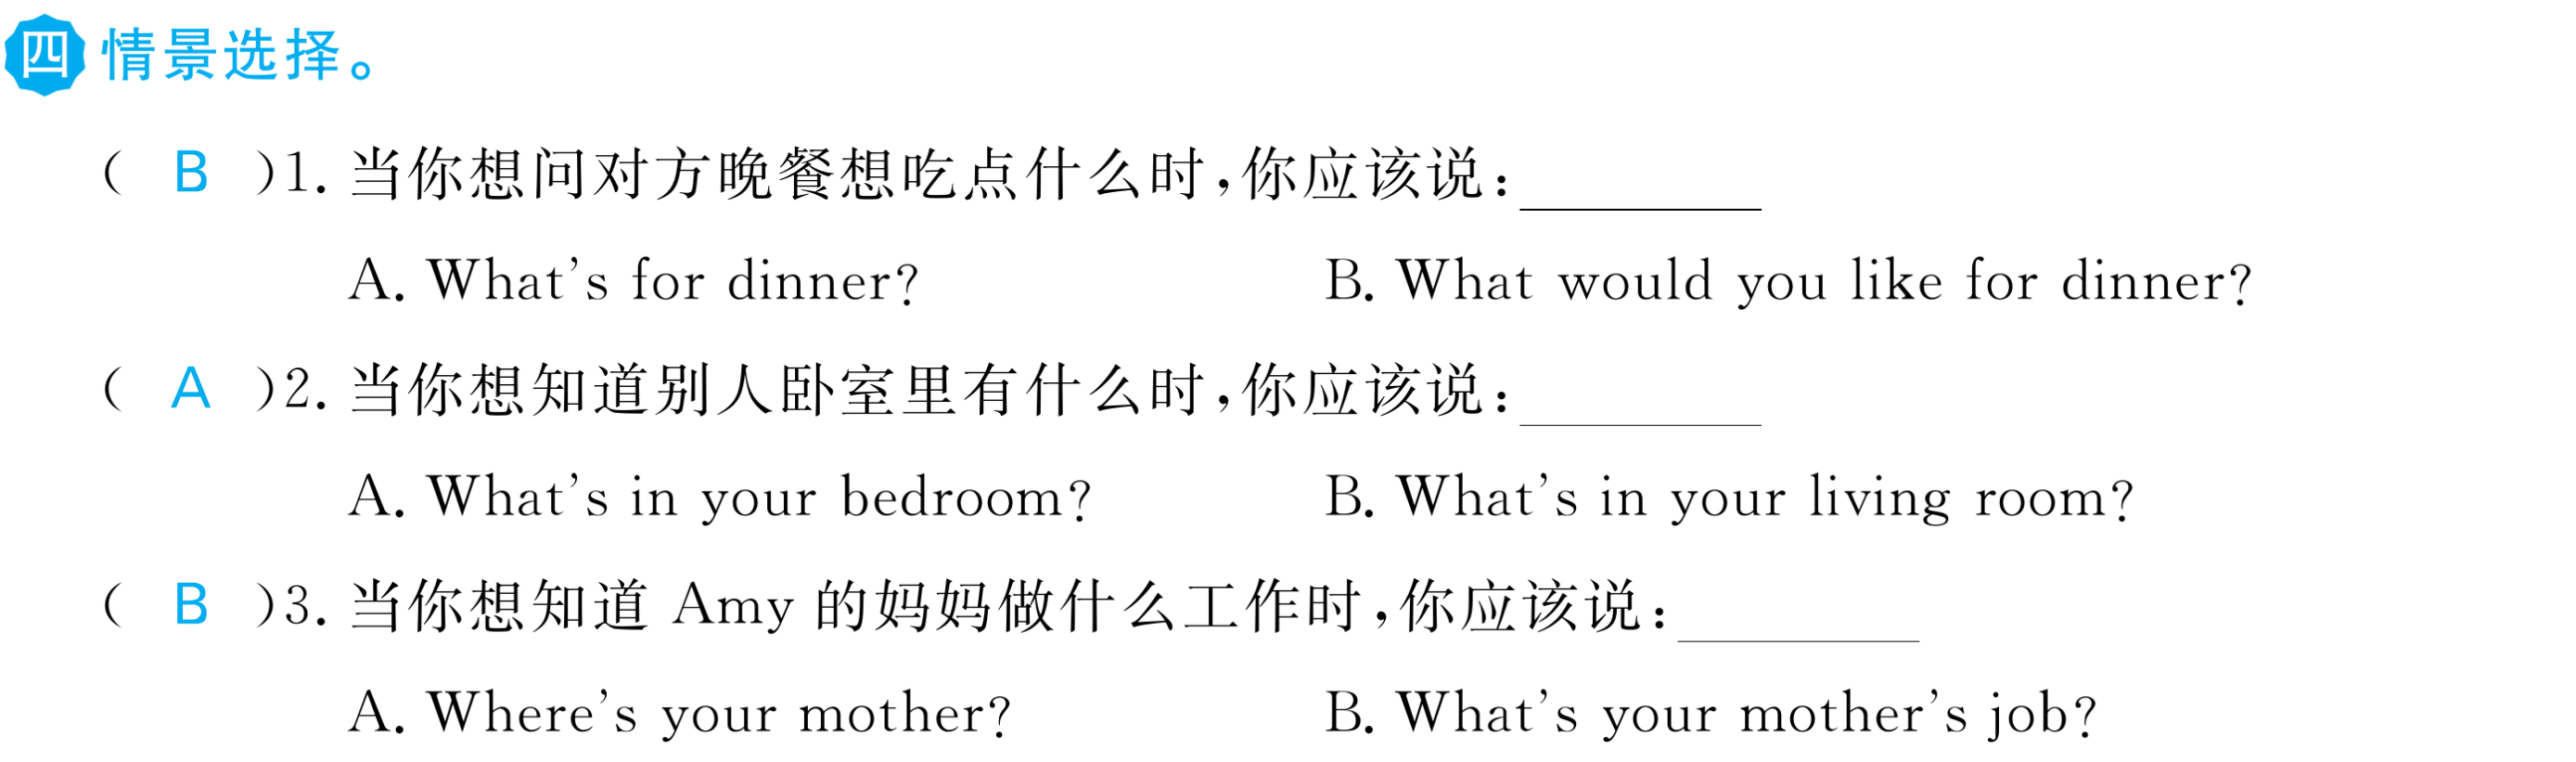 四 情景选择。
( B )1. 当你想问对方晚餐想吃点什么时,你应该说:________
A. What's for dinner? B. What would you like for dinner?
( A )2. 当你想知道别人卧室里有什么时,你应该说:________
A. What's in your bedroom? B. What's in your living room?
( B )3. 当你想知道 Amy 的妈妈做什么工作时,你应该说:________
A. Where's your mother? B. What's your mother's job?